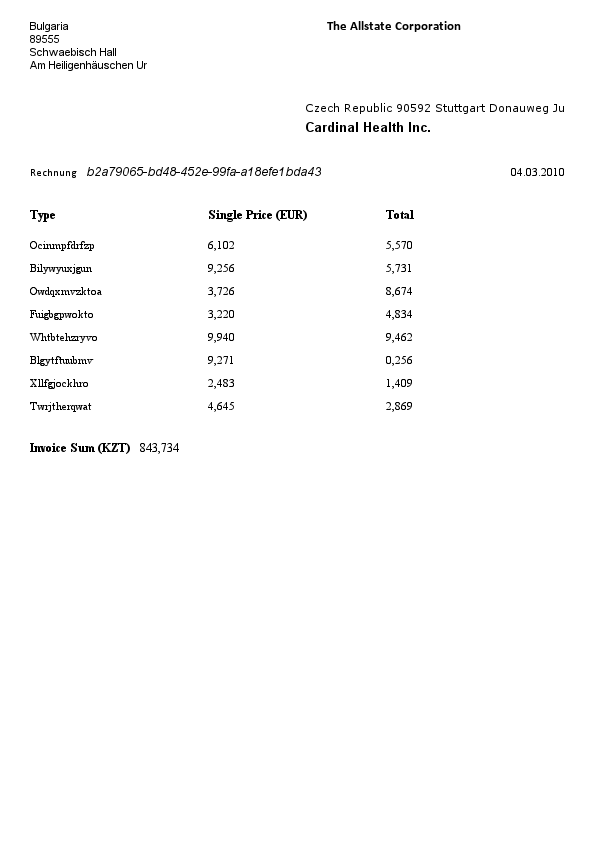 Bulgaria
89555
Schwaebisch Hall
Am Heiligenhäuschen Ur
The Allstate Corporation
Czech Republic 90592 Stuttgart Donauweg Ju
Cardinal Health Inc.
Rechnung b2a79065-bd48-452e-99fa-a18efe1bda43 04.03.2010
Type Single Price (EUR) Total
Ocinmpfdrfzp 6,102 5,570
Bilywyuxjgun 9,256 5,731
Owdqxmvzktoa 3,726 8,674
Fuigbgpwokto 3,220 4,834
Whtbtehzryvo 9,940 9,462
Blgytftuubmv 9,271 0,256
Xllfgjockhro 2,483 1,409
Twrjtherqwat 4,645 2,869
Invoice Sum (KZT) 843,734